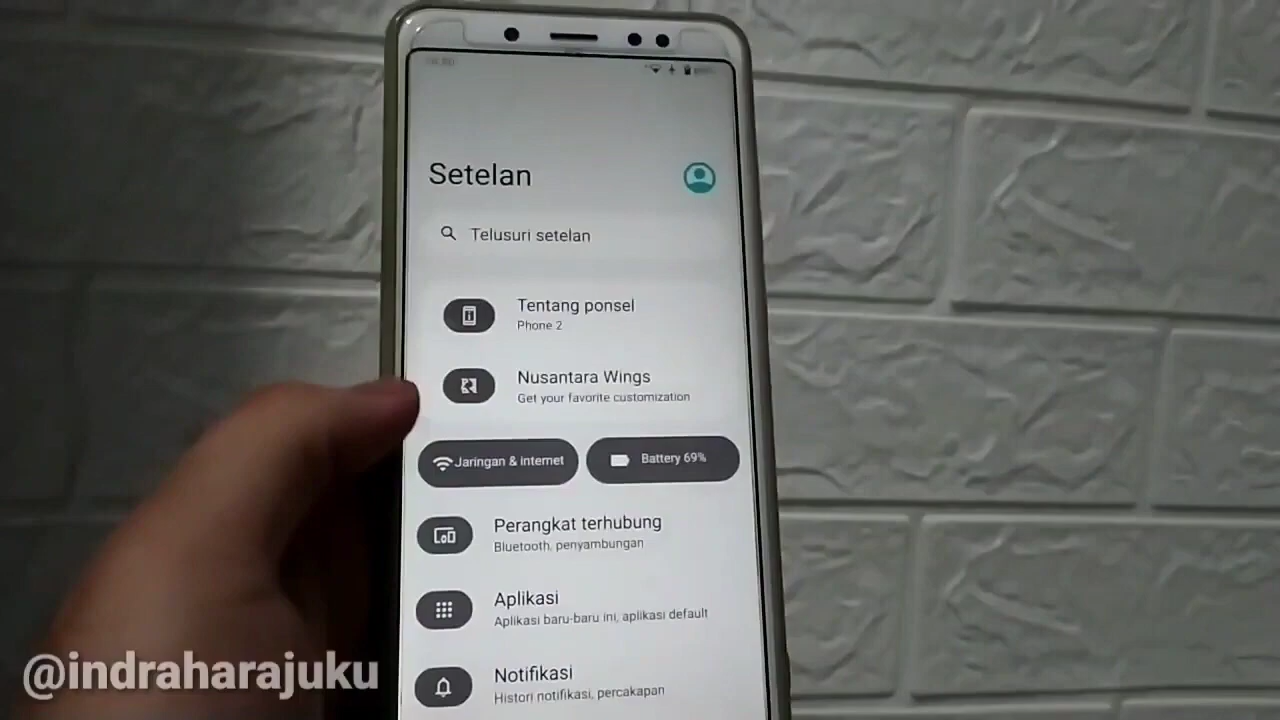 Setelan
Telusuri setelan
Tentang ponsel
Phone 2
Nusantara Wings
Get your favorite customization
Jaringan & internet
Battery 69%
Perangkat terhubung
Bluetooth, penyambungan
Aplikasi
Aplikasi baru-baru ini, aplikasi default
Notifikasi
Histori notifikasi, percakapan
@indraharajuku